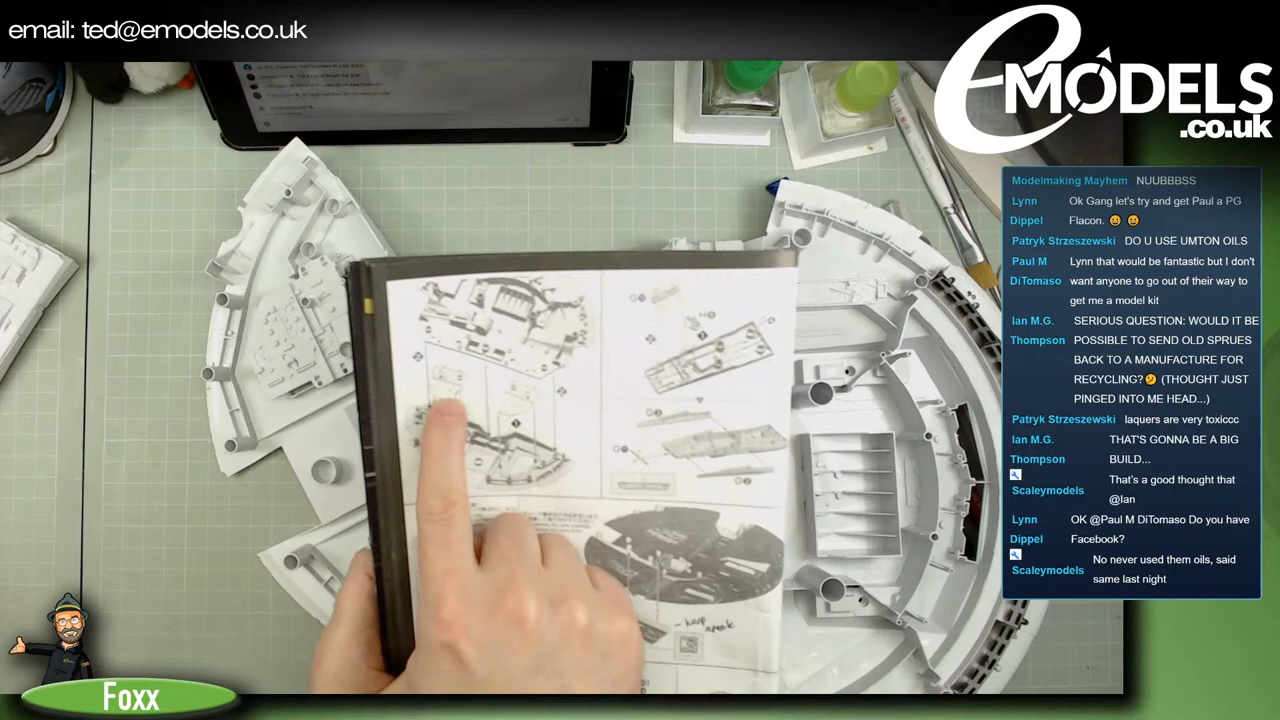 email: ted@emodels.co.uk
eMODELS
.co.uk
Modelmaking Mayhem NUUBBBSS
Lynn Dippel Ok Gang let's try and get Paul a PG
Flacon.
Patryk Strzeszewski DO U USE UMTON OILS
Paul M DiTomaso Lynn that would be fantastic but I don't
want anyone to go out of their way to
get me a model kit
Ian M.G. Thompson SERIOUS QUESTION: WOULD IT BE
POSSIBLE TO SEND OLD SPRUES
BACK TO A MANUFACTURE FOR
RECYCLING? (THOUGHT JUST
PINGED INTO ME HEAD...)
Patryk Strzeszewski laquers are very toxiccc
Ian M.G. Thompson THAT'S GONNA BE A BIG
BUILD...
Scaleymodels That's a good thought that
@Ian
Lynn Dippel OK @Paul M DiTomaso Do you have
Facebook?
Scaleymodels No never used them oils, said
same last night
Foxx